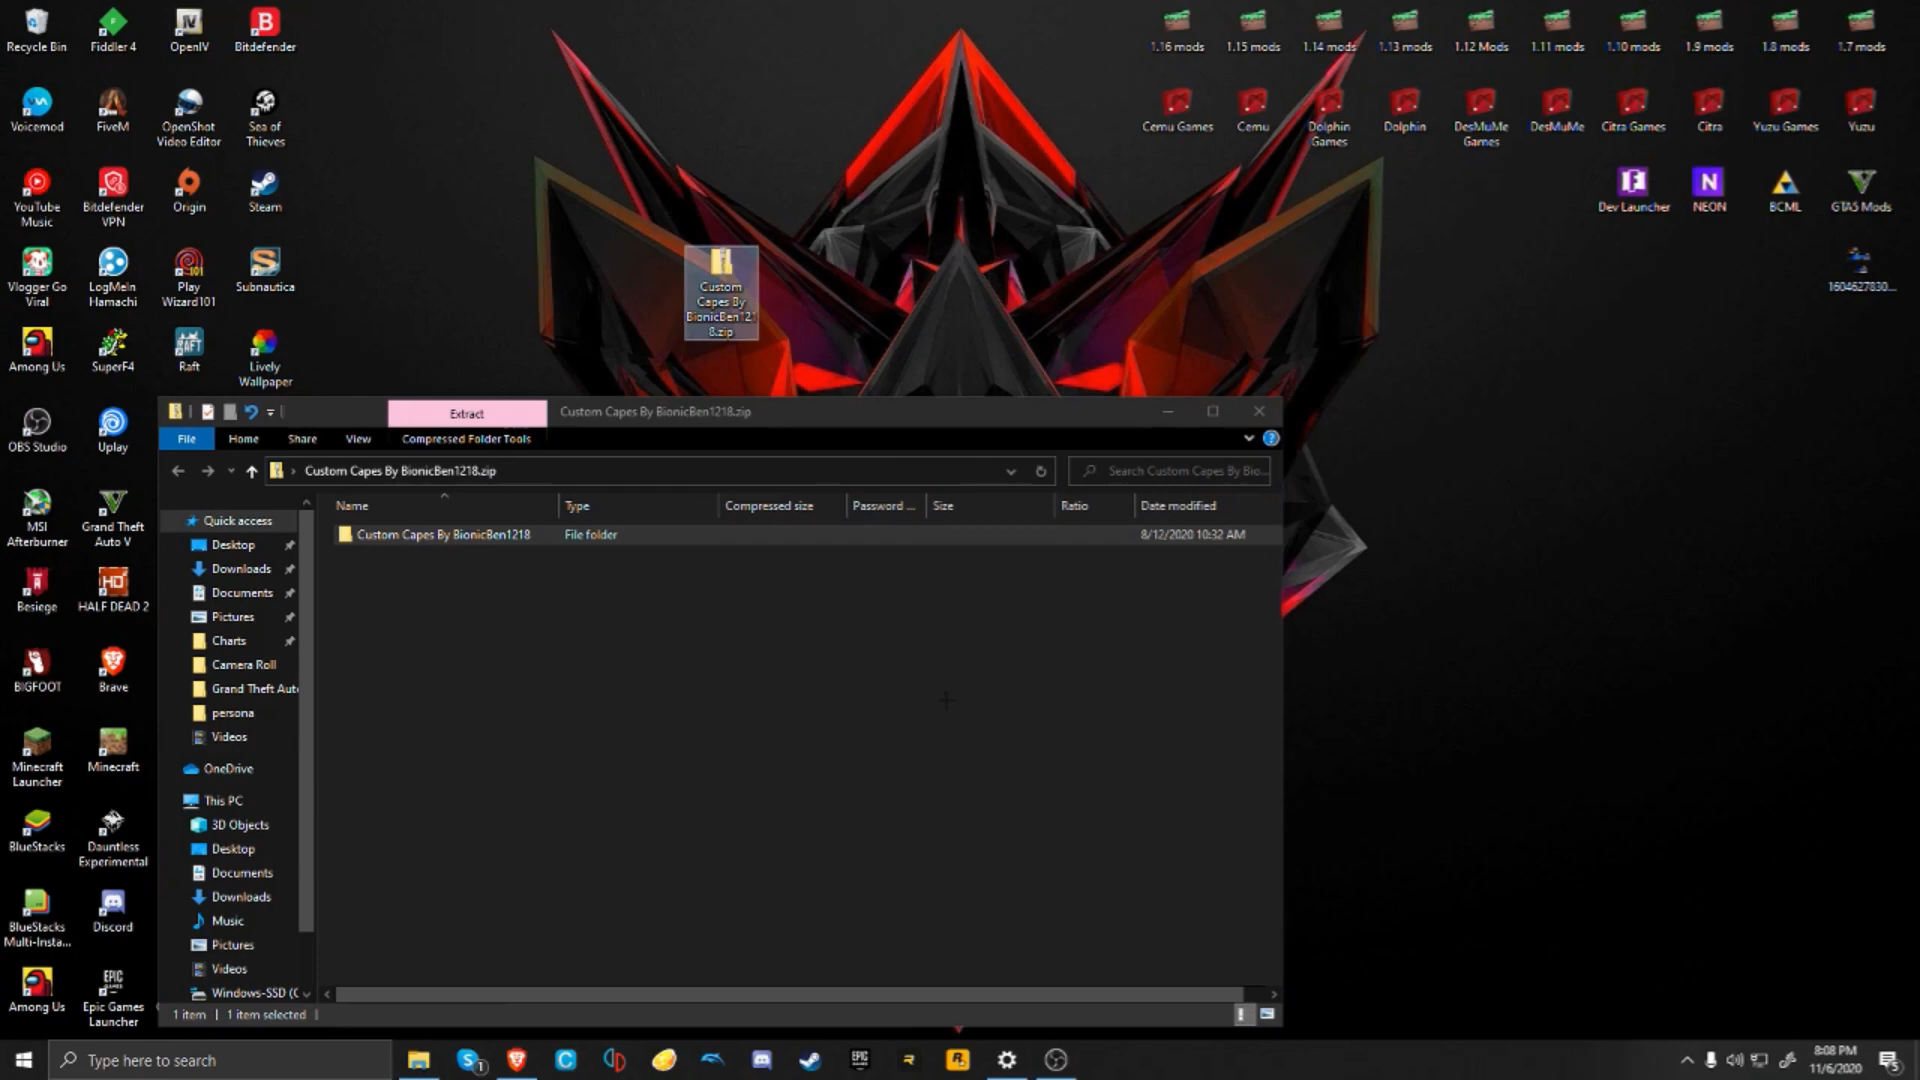 Recycle Bin
Fiddler 4
OpenIV
Bitdefender
Voicemod
FiveM
OpenShot
Video Editor
Sea of
Thieves
YouTube
Music
Bitdefender
VPN
Origin
Steam
Vlogger Go
Viral
LogMeIn
Hamachi
Play
Wizard101
Subnautica
Among Us
SuperF4
Raft
Lively
Wallpaper
OBS Studio
Uplay
MSI
Afterburner
Grand Theft
Auto V
Besiege
HALF DEAD 2
BIGFOOT
Brave
Minecraft
Launcher
Minecraft
BlueStacks
Dauntless
Experimental
BlueStacks
Multi-Insta...
Discord
Among Us
Epic Games
Launcher
1.16 mods
1.15 mods
1.14 mods
1.13 mods
1.12 Mods
1.11 mods
1.10 mods
1.9 mods
1.8 mods
1.7 mods
Cemu Games
Cemu
Dolphin
Games
Dolphin
DesMuMe
Games
DesMuMe
Citra Games
Citra
Yuzu Games
Yuzu
Dev Launcher
NEON
BCML
GTA5 Mods
1604627830...
Custom
Capes By
BionicBen121
8.zip
Extract
Custom Capes By BionicBen1218.zip
File
Home
Share
View
Compressed Folder Tools
Custom Capes By BionicBen1218.zip
Search Custom Capes By Bio...
Name
Type
Compressed size
Password ...
Size
Ratio
Date modified
Custom Capes By BionicBen1218
File folder
8/12/2020 10:32 AM
Quick access
Desktop
Downloads
Documents
Pictures
Charts
Camera Roll
Grand Theft Auto
persona
Videos
OneDrive
This PC
3D Objects
Desktop
Documents
Downloads
Music
Pictures
Videos
Windows-SSD (C
1 item
1 item selected
Type here to search
8:08 PM
11/6/2020